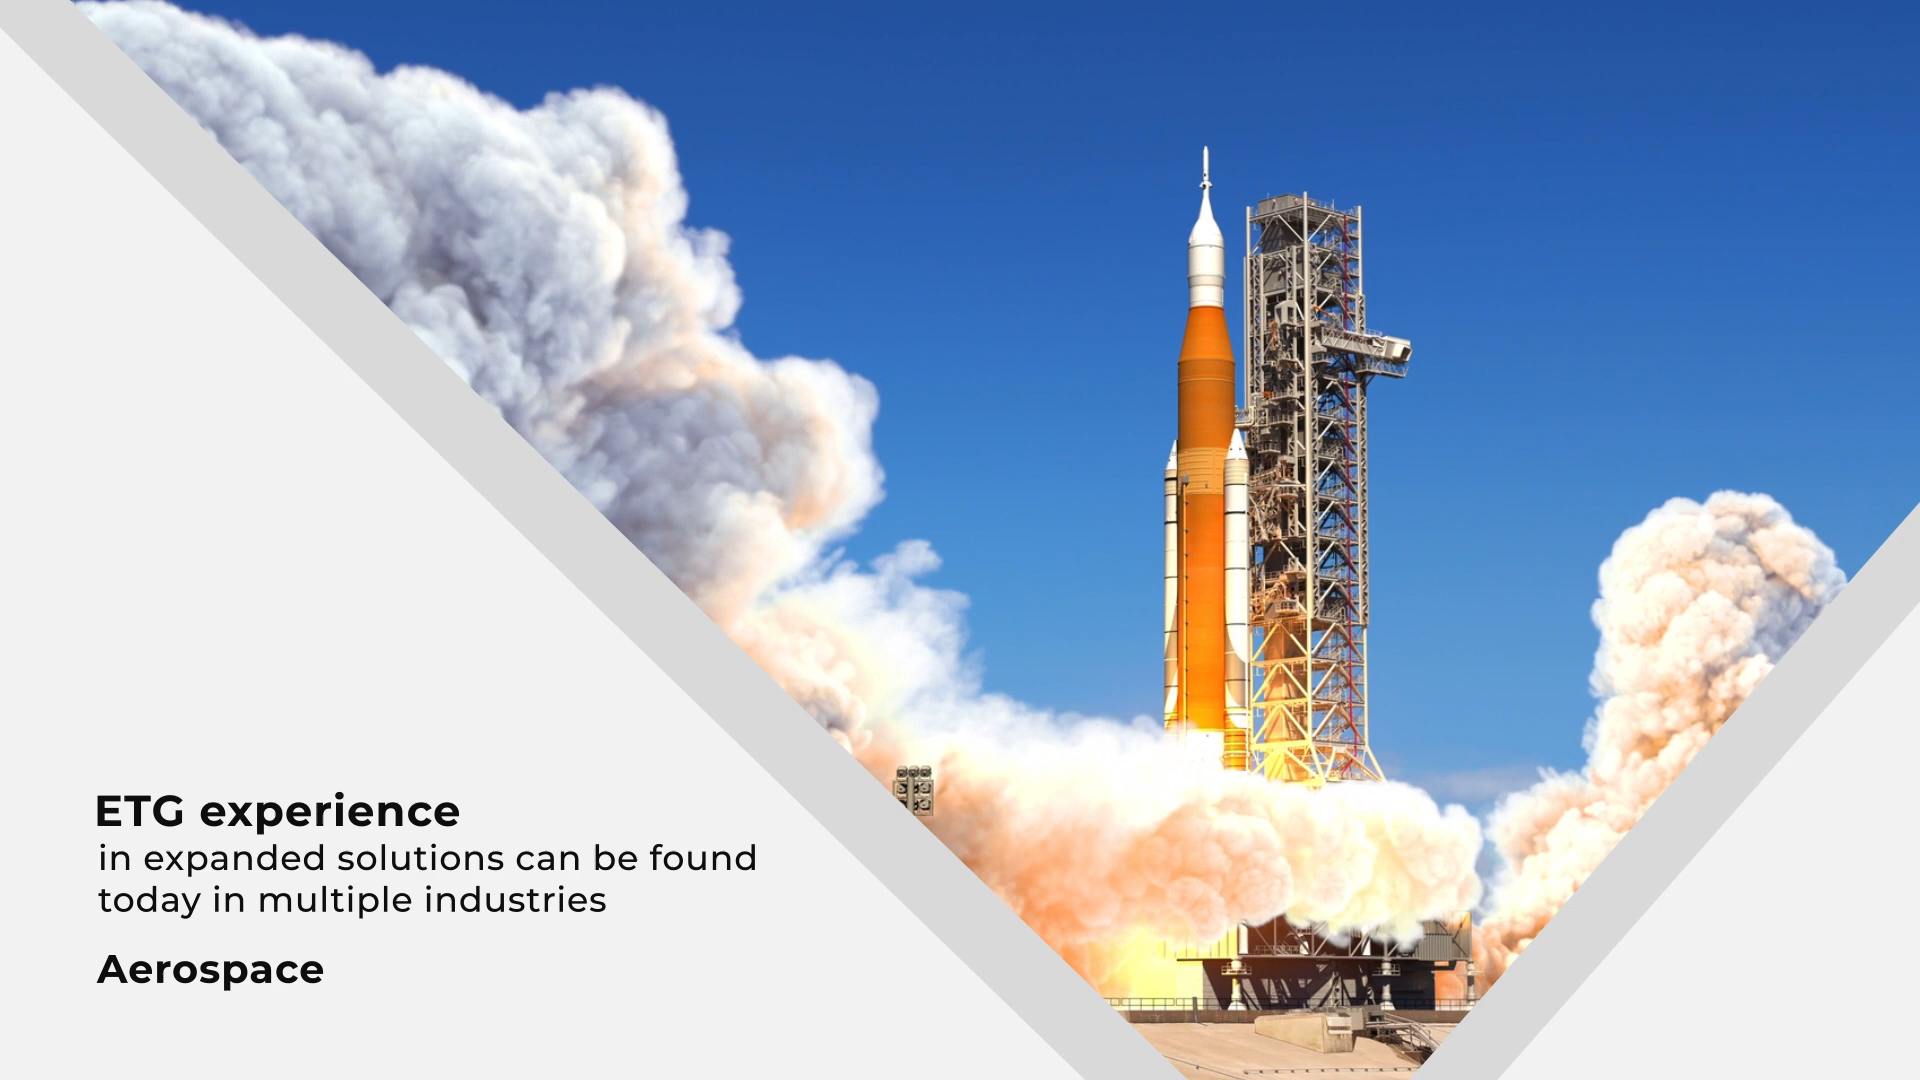 ETG experience
in expanded solutions can be found
today in multiple industries
Aerospace